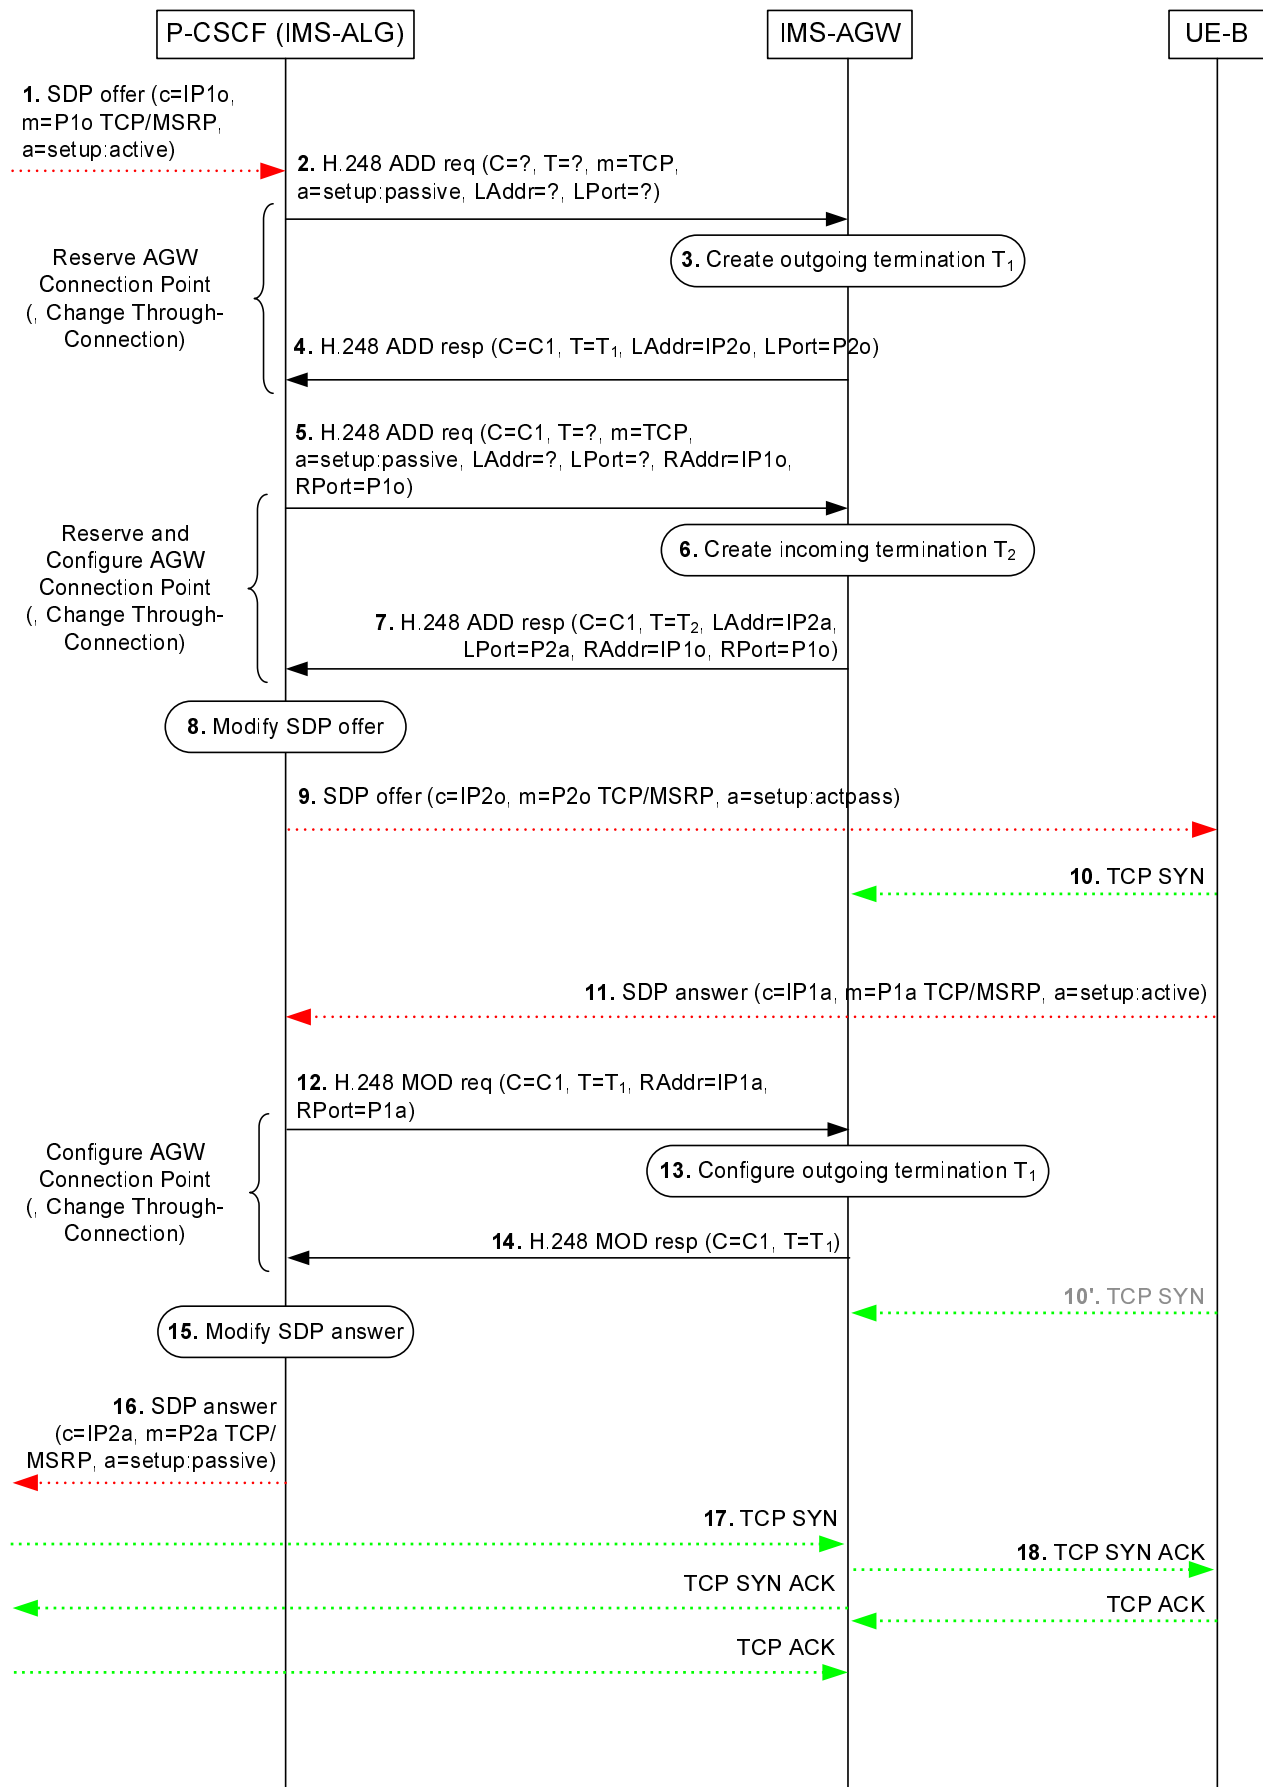 P-CSCF (IMS-ALG)
IMS-AGW
UE-B
1. SDP offer (c=IP1o,
m=P1o TCP/MSRP,
a=setup:active)
2. H.248 ADD req (C=?, T=?, m=TCP,
a=setup:passive, LAddr=?, LPort=?)
Reserve AGW
Connection Point
(, Change Through-
Connection)
3. Create outgoing termination T1
4. H.248 ADD resp (C=C1, T=T1, LAddr=IP2o, LPort=P2o)
5. H.248 ADD req (C=C1, T=?, m=TCP,
a=setup:passive, LAddr=?, LPort=?, RAddr=IP1o,
RPort=P1o)
Reserve and
Configure AGW
Connection Point
(, Change Through-
Connection)
6. Create incoming termination T2
7. H.248 ADD resp (C=C1, T=T2, LAddr=IP2a,
LPort=P2a, RAddr=IP1o, RPort=P1o)
8. Modify SDP offer
9. SDP offer (c=IP2o, m=P2o TCP/MSRP, a=setup:actpass)
10. TCP SYN
11. SDP answer (c=IP1a, m=P1a TCP/MSRP, a=setup:active)
12. H.248 MOD req (C=C1, T=T1, RAddr=IP1a,
RPort=P1a)
Configure AGW
Connection Point
(, Change Through-
Connection)
13. Configure outgoing termination T1
14. H.248 MOD resp (C=C1, T=T1)
10'. TCP SYN
15. Modify SDP answer
16. SDP answer
(c=IP2a, m=P2a TCP/
MSRP, a=setup:passive)
17. TCP SYN
18. TCP SYN ACK
TCP SYN ACK
TCP ACK
TCP ACK